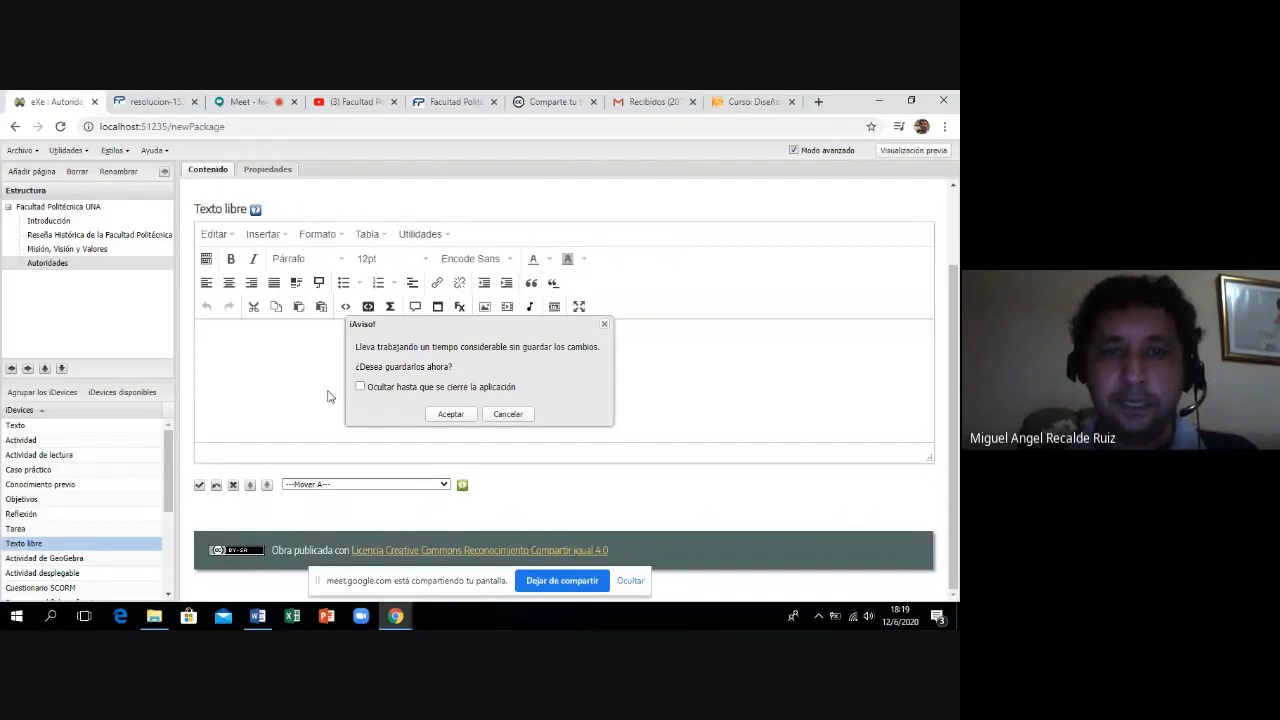 eXe : Autorida
resolucion-15
Meet - fw
(3) Facultad Po
Facultad Polite
Comparte tu t
Recibidos (20
Curso: Diseño
localhost:51235/newPackage
Archivo Utilidades Estilos Ayuda
Modo avanzado
Visualización previa
Añadir página Borrar Renombrar
Contenido Propiedades
Estructura
Facultad Politécnica UNA
Introducción
Reseña Histórica de la Facultad Politécnica
Misión, Visión y Valores
Autoridades
Texto libre
Editar Insertar Formato Tabla Utilidades
B I Párrafo 12pt Encode Sans A A
¡Aviso!
Lleva trabajando un tiempo considerable sin guardar los cambios.
¿Desea guardarlos ahora?
Ocultar hasta que se cierre la aplicación
Aceptar Cancelar
Agrupar los iDevices iDevices disponibles
iDevices
Texto
Actividad
Actividad de lectura
Caso práctico
Conocimiento previo
Objetivos
Reflexión
Tarea
Texto libre
Actividad de GeoGebra
Actividad desplegable
Cuestionario SCORM
---Mover A---
BY-SA Obra publicada con Licencia Creative Commons Reconocimiento Compartir igual 4.0
meet.google.com está compartiendo tu pantalla.
Dejar de compartir
Ocultar
18:19
12/6/2020
3
Miguel Angel Recalde Ruiz